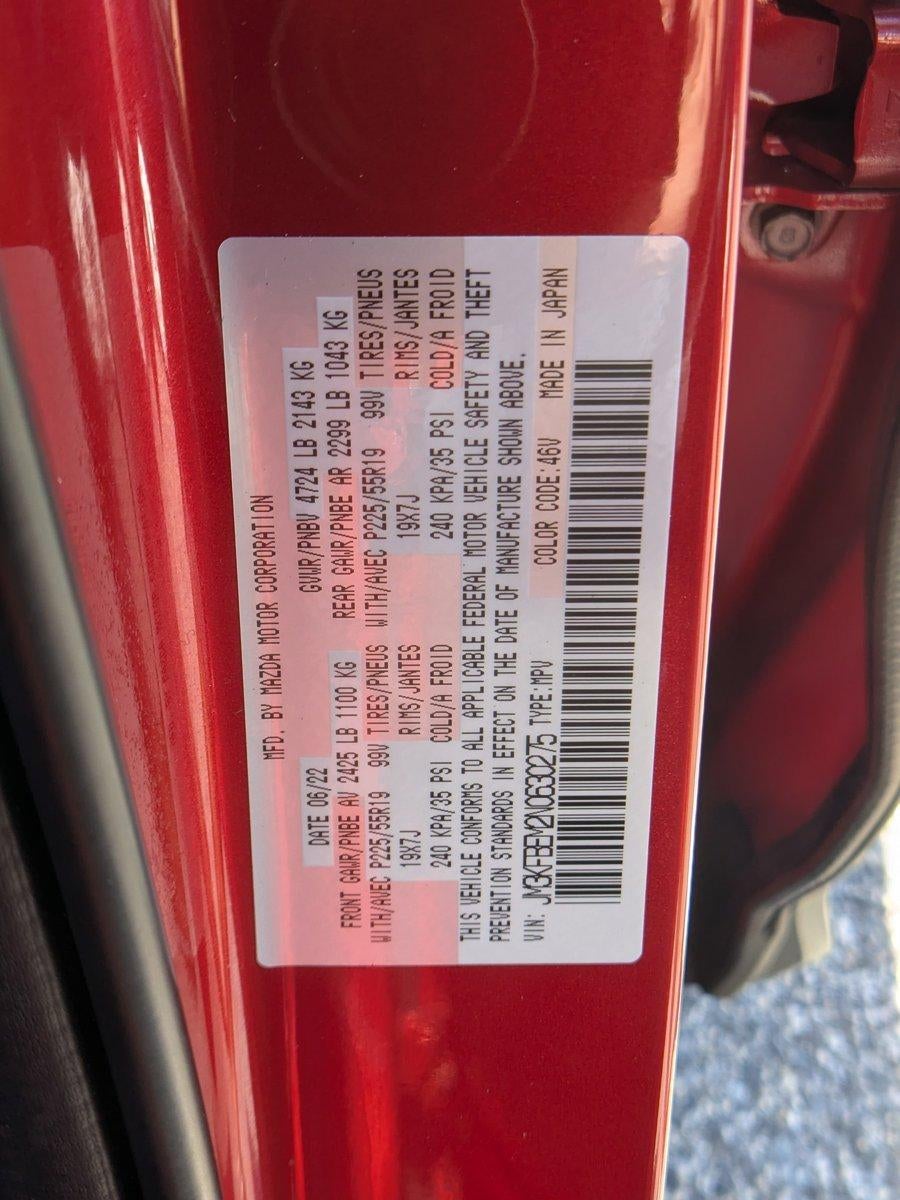 MFD. BY MAZDA MOTOR CORPORATION
DATE 06/22 GVWR/PNBV 4724 LB 2143 KG
FRONT GAWR/PNBE AV 2425 LB 1100 KG REAR GAWR/PNBE AR 2299 LB 1043 KG
WITH/AVEC P225/55R19 99V TIRES/PNEUS WITH/AVEC P225/55R19 99V TIRES/PNEUS
19X7J RIMS/JANTES 19X7J RIMS/JANTES
240 KPA/35 PSI COLD/A FROID 240 KPA/35 PSI COLD/A FROID
THIS VEHICLE CONFORMS TO ALL APPLICABLE FEDERAL MOTOR VEHICLE SAFETY AND THEFT
PREVENTION STANDARDS IN EFFECT ON THE DATE OF MANUFACTURE SHOWN ABOVE.
VIN: JM3KFBEM2N0630275 TYPE:MPV COLOR CODE:46V MADE IN JAPAN